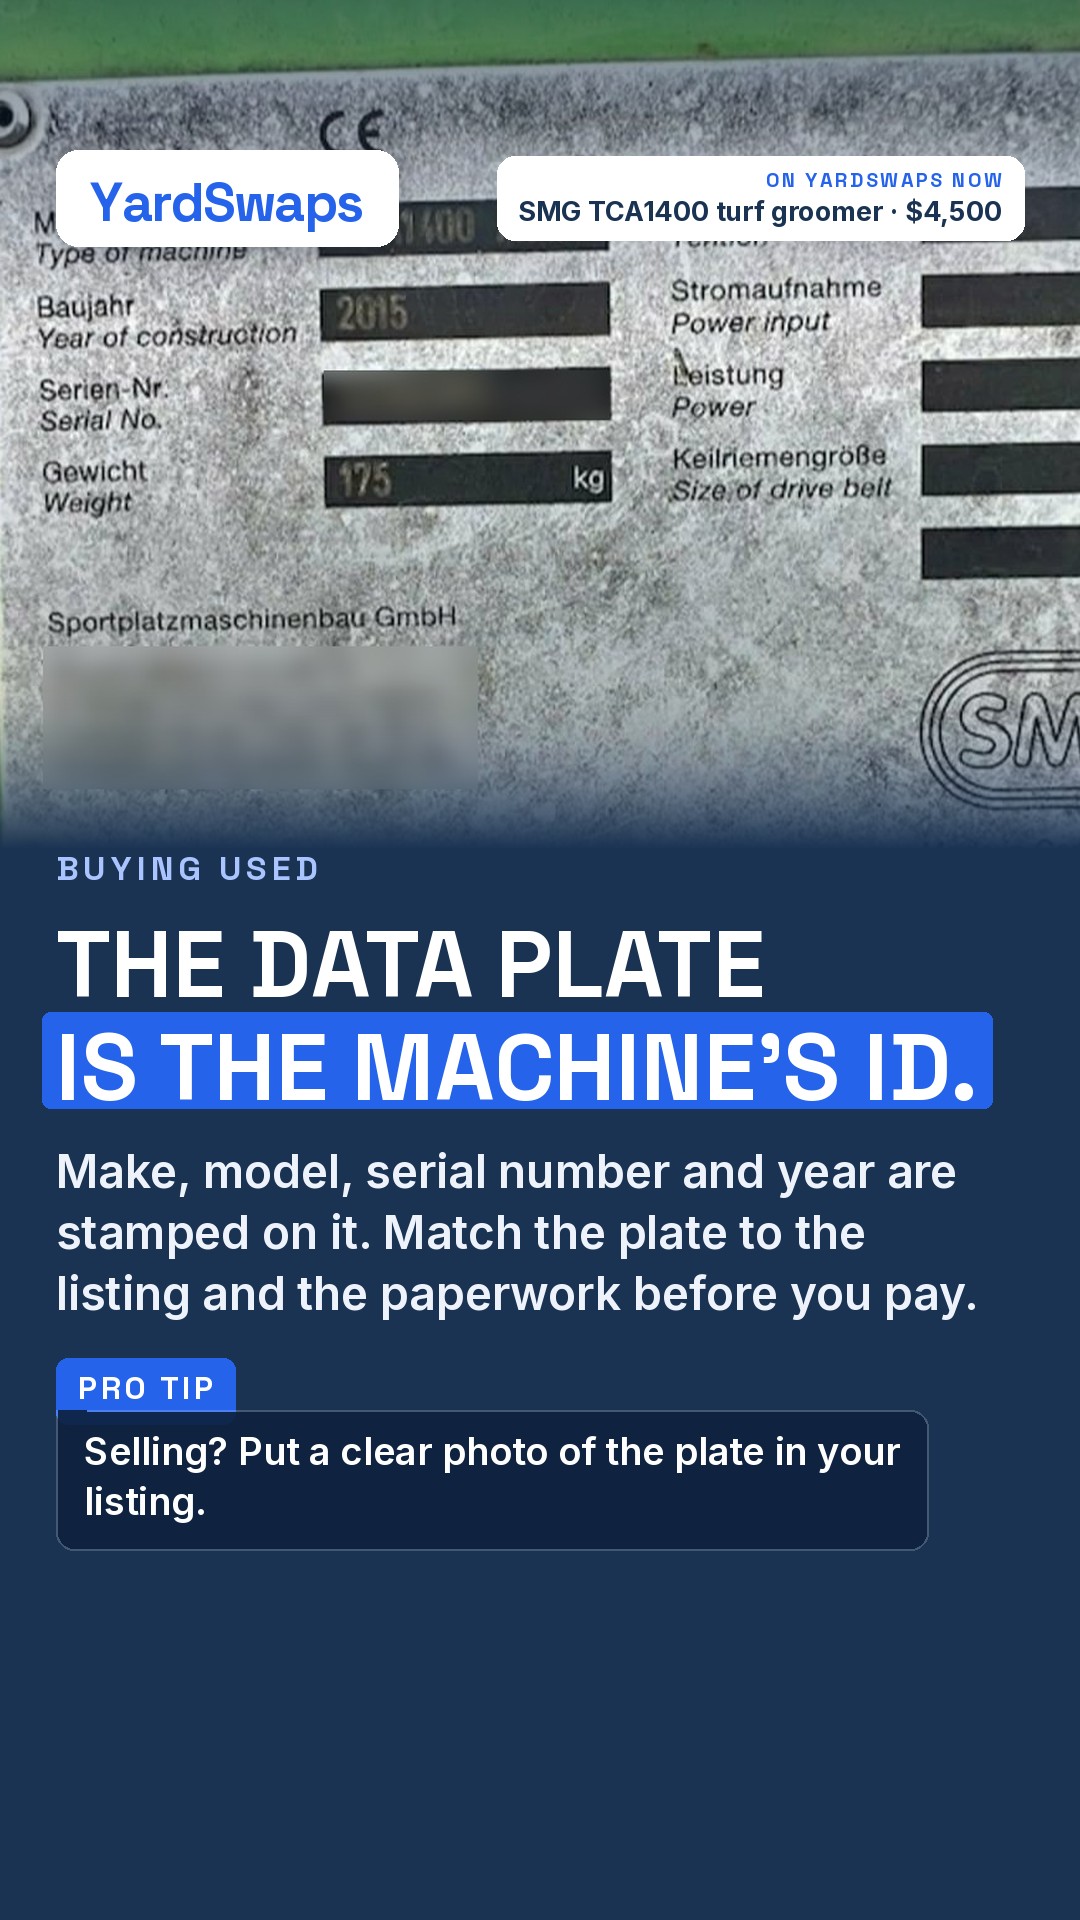 CE
YardSwaps
ON YARDSWAPS NOW
SMG TCA1400 turf groomer · $4,500
1400
Type of machine
Baujahr
Year of construction
2015
Stromaufnahme
Power input
Serien-Nr.
Serial No.
Leistung
Power
Gewicht
Weight
175
kg
Keilriemengröße
Size of drive belt
Sportplatzmaschinenbau GmbH
SM
BUYING USED
THE DATA PLATE
IS THE MACHINE’S ID.
Make, model, serial number and year are
stamped on it. Match the plate to the
listing and the paperwork before you pay.
PRO TIP
Selling? Put a clear photo of the plate in your
listing.